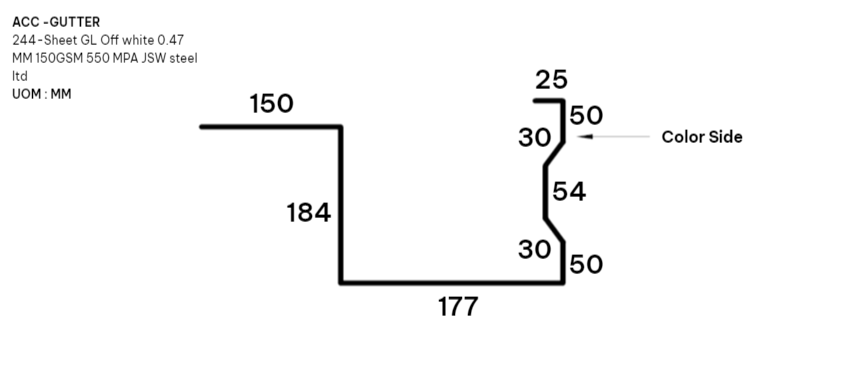 ACC -GUTTER
244-Sheet GL Off white 0.47
MM 150GSM 550 MPA JSW steel
ltd
UOM : MM
25
150
50
30
Color Side
54
184
30
50
177